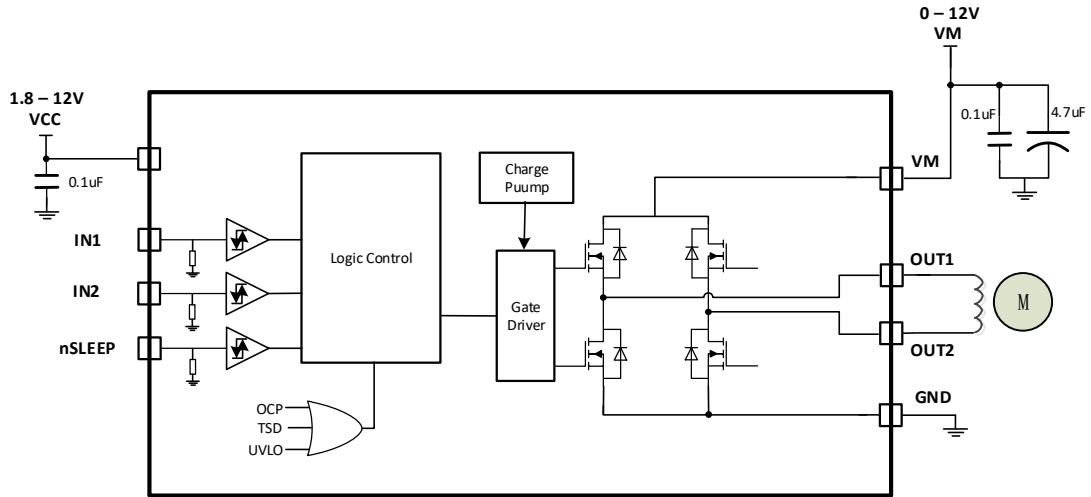 0 – 12V
VM
1.8 – 12V
VCC
0.1uF
4.7uF
0.1uF
Charge
Puump
VM
IN1
Logic Control
OUT1
IN2
Gate
Driver
M
nSLEEP
OUT2
GND
OCP
TSD
UVLO